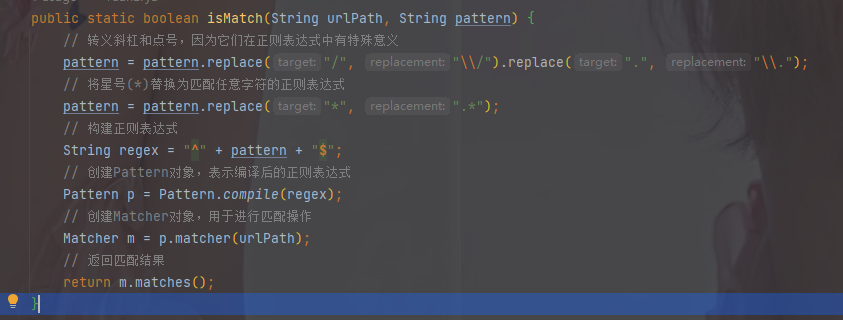 public static boolean isMatch(String urlPath, String pattern) {
// 转义斜杠和点号，因为它们在正则表达式中有特殊意义
pattern = pattern.replace( target: "/", replacement: "\\/").replace( target: ".", replacement: "\\.");
// 将星号(*)替换为匹配任意字符的正则表达式
pattern = pattern.replace( target: "*", replacement: ".*");
// 构建正则表达式
String regex = "^" + pattern + "$";
// 创建Pattern对象，表示编译后的正则表达式
Pattern p = Pattern.compile(regex);
// 创建Matcher对象，用于进行匹配操作
Matcher m = p.matcher(urlPath);
// 返回匹配结果
return m.matches();
}